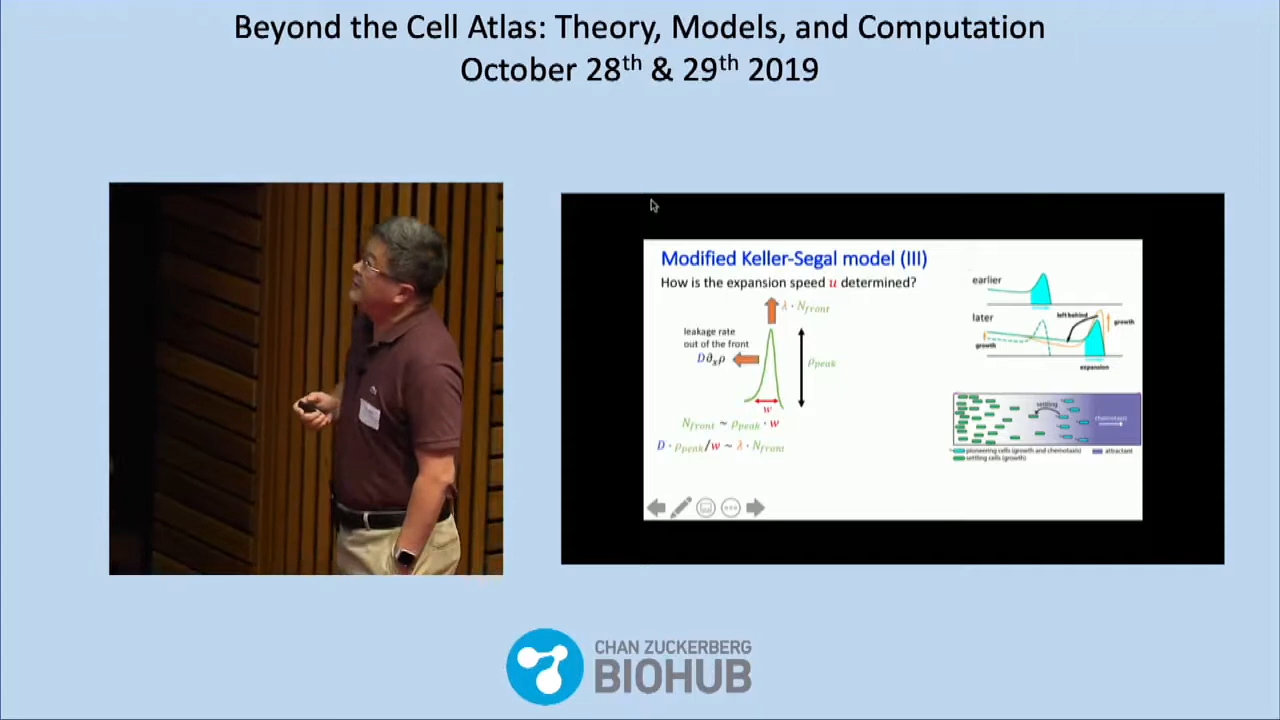 Beyond the Cell Atlas: Theory, Models, and Computation
October 28th & 29th 2019
Modified Keller-Segal model (III)
How is the expansion speed u determined?
λ · Nfront
leakage rate
out of the front
D∂xρ
ρpeak
w
Nfront ~ ρpeak · w
D · ρpeak/w ~ λ · Nfront
earlier
later
left behind
growth
growth
expansion
settling
chemotaxis
pioneering cells (growth and chemotaxis)
attractant
settling cells (growth)
CHAN ZUCKERBERG
BIOHUB